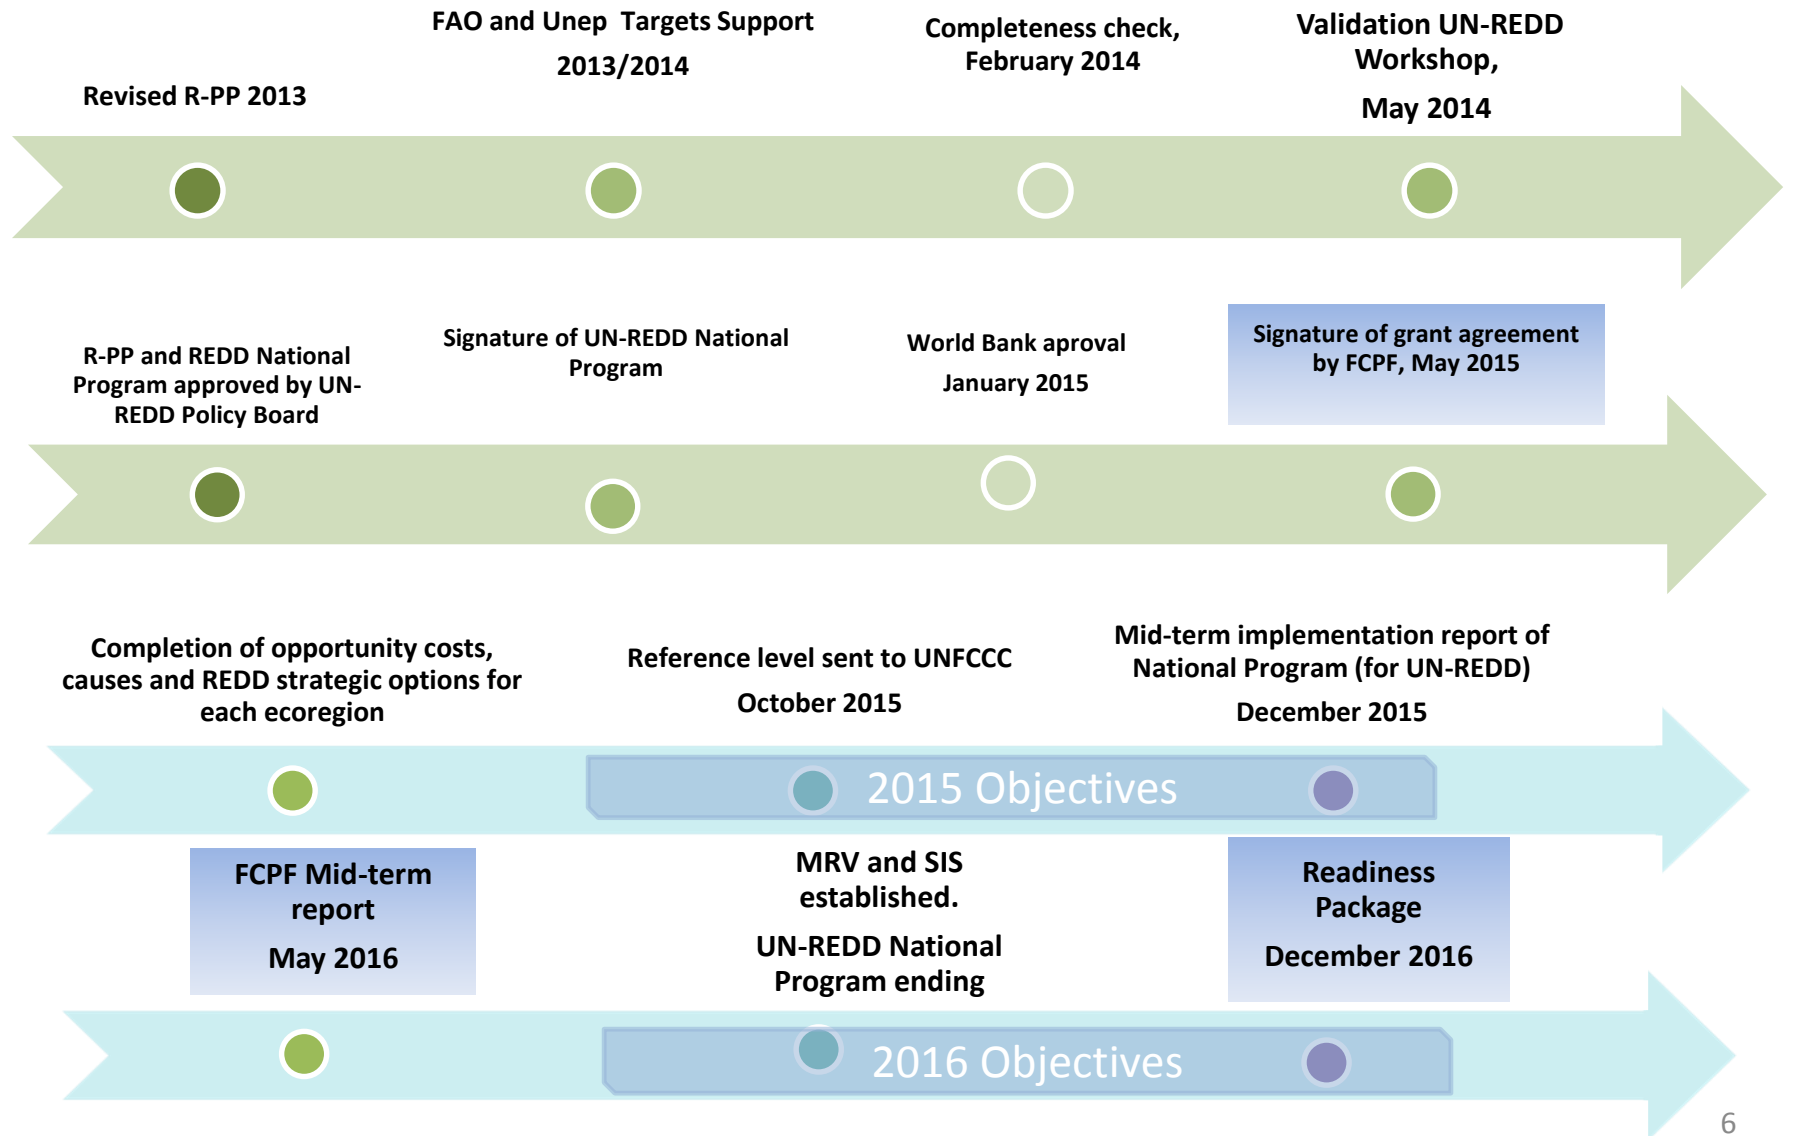 Revised R-PP 2013
FAO and Unep  Targets Support
2013/2014
Completeness check,
February 2014
Validation UN-REDD
Workshop,
May 2014
R-PP and REDD National
Program approved by UN-
REDD Policy Board
Signature of UN-REDD National
Program
World Bank aproval
January 2015
Signature of grant agreement
by FCPF, May 2015
Completion of opportunity costs,
causes and REDD strategic options for
each ecoregion
Reference level sent to UNFCCC
October 2015
Mid-term implementation report of
National Program (for UN-REDD)
December 2015
2015 Objectives
FCPF Mid-term
report
May 2016
MRV and SIS
established.
UN-REDD National
Program ending
Readiness
Package
December 2016
2016 Objectives
6